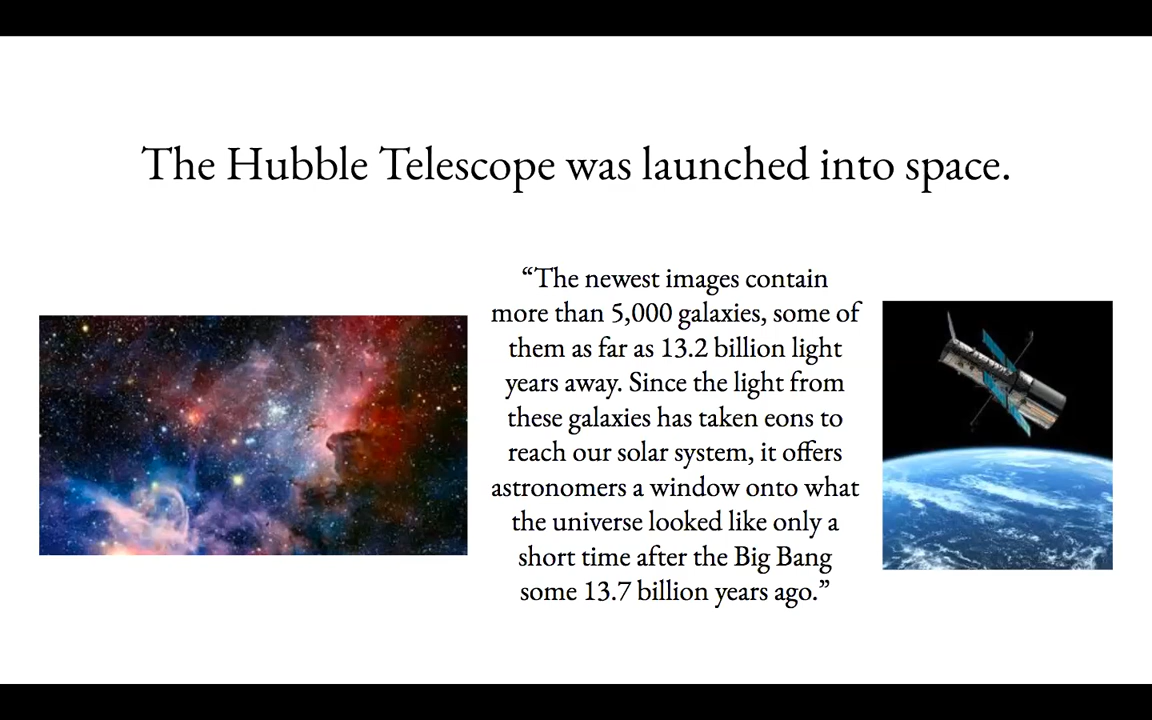 The Hubble Telescope was launched into space.
“The newest images contain
more than 5,000 galaxies, some of
them as far as 13.2 billion light
years away. Since the light from
these galaxies has taken eons to
reach our solar system, it offers
astronomers a window onto what
the universe looked like only a
short time after the Big Bang
some 13.7 billion years ago.”